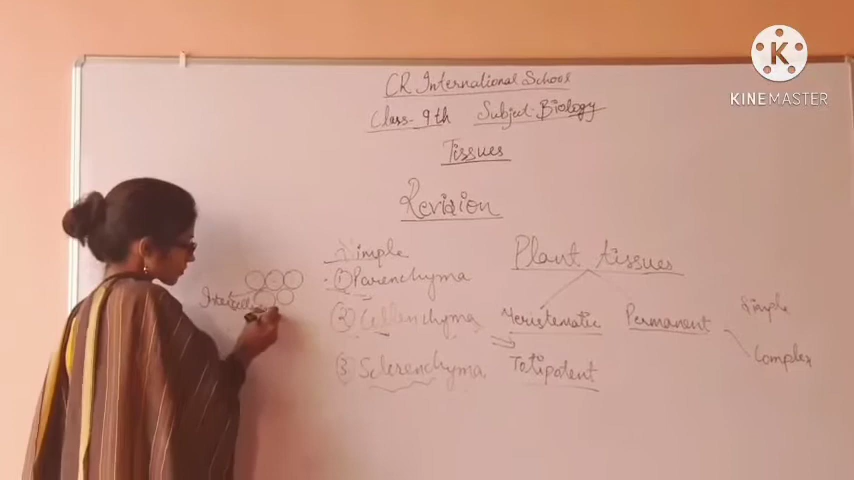 KINEMASTER
CR International School
Class-9th Subject-Biology
Tissues
Revision
Simple
① Parenchyma
② Collenchyma
③ Sclerenchyma
Plant tissues
Meristematic
Permanent
Totipotent
Simple
Complex